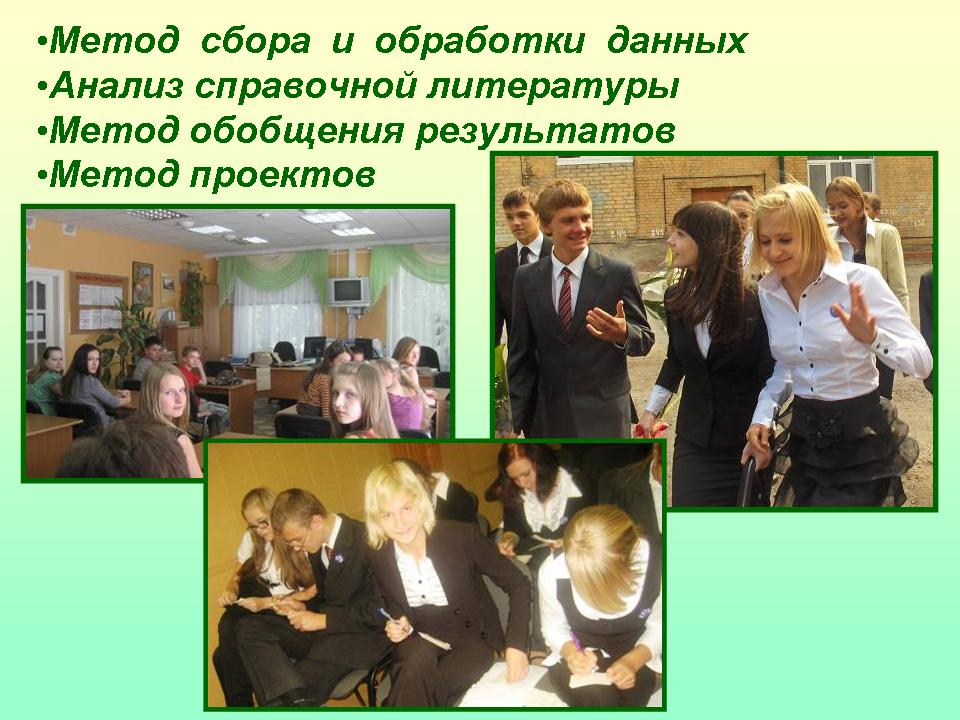 •Метод сбора и обработки данных
•Анализ справочной литературы
•Метод обобщения результатов
•Метод проектов